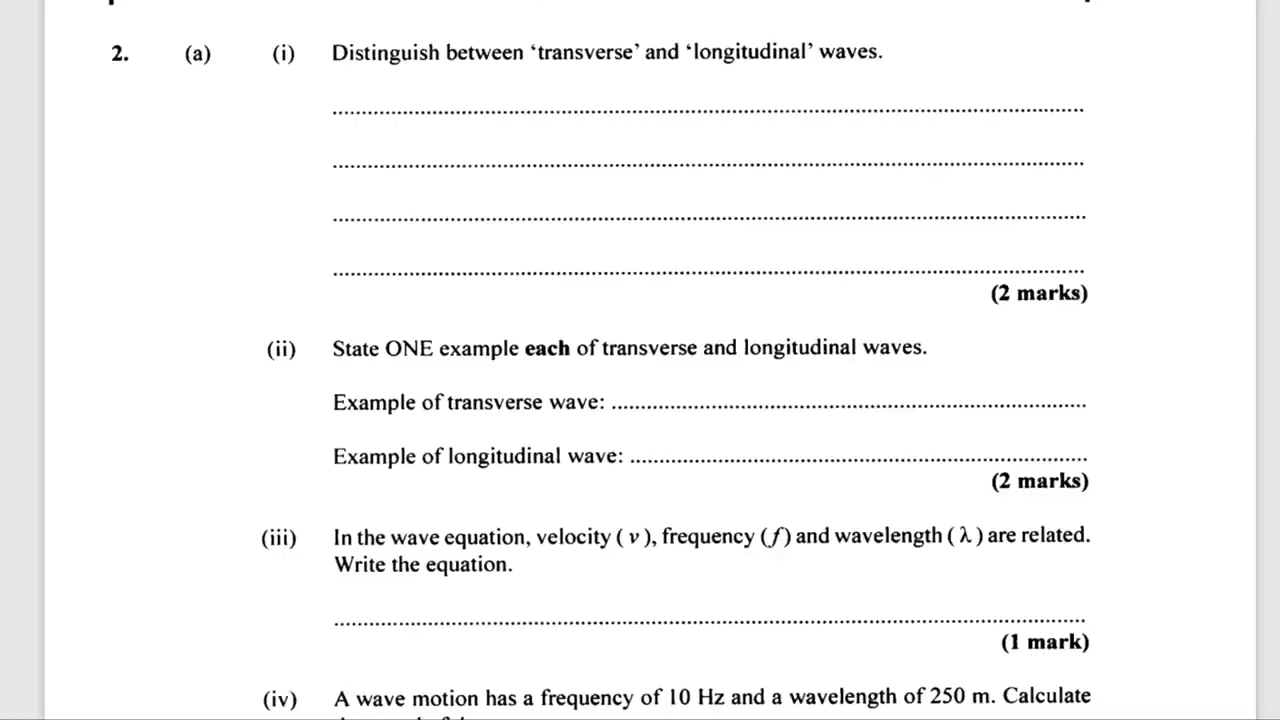 2. (a) (i) Distinguish between ‘transverse’ and ‘longitudinal’ waves.
................................................................................................................................
................................................................................................................................
................................................................................................................................
................................................................................................................................
(2 marks)
(ii) State ONE example each of transverse and longitudinal waves.
Example of transverse wave: ................................................................................
Example of longitudinal wave: .............................................................................
(2 marks)
(iii) In the wave equation, velocity ( v ), frequency (f) and wavelength ( λ ) are related.
Write the equation.
................................................................................................................................
(1 mark)
(iv) A wave motion has a frequency of 10 Hz and a wavelength of 250 m. Calculate